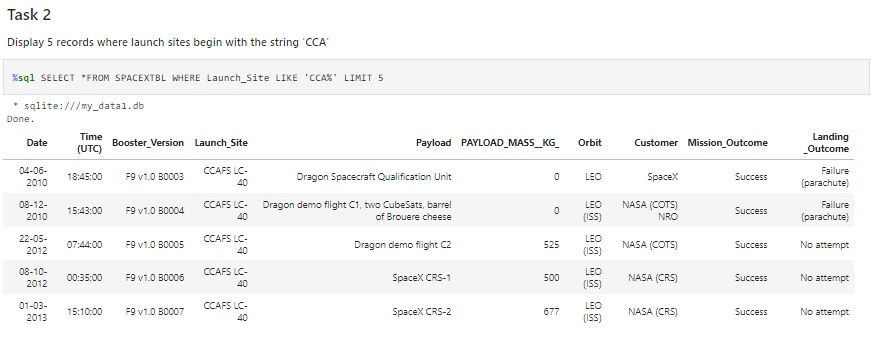 Task 2
Display 5 records where launch sites begin with the string 'CCA'
%sql SELECT *FROM SPACEXTBL WHERE Launch_Site LIKE 'CCA%' LIMIT 5
* sqlite:///my_data1.db
Done.
Date Time (UTC) Booster_Version Launch_Site Payload PAYLOAD_MASS__KG_ Orbit Customer Mission_Outcome Landing _Outcome
04-06-2010 18:45:00 F9 v1.0 B0003 CCAFS LC-40 Dragon Spacecraft Qualification Unit 0 LEO SpaceX Success Failure (parachute)
08-12-2010 15:43:00 F9 v1.0 B0004 CCAFS LC-40 Dragon demo flight C1, two CubeSats, barrel of Brouere cheese 0 LEO (ISS) NASA (COTS) NRO Success Failure (parachute)
22-05-2012 07:44:00 F9 v1.0 B0005 CCAFS LC-40 Dragon demo flight C2 525 LEO (ISS) NASA (COTS) Success No attempt
08-10-2012 00:35:00 F9 v1.0 B0006 CCAFS LC-40 SpaceX CRS-1 500 LEO (ISS) NASA (CRS) Success No attempt
01-03-2013 15:10:00 F9 v1.0 B0007 CCAFS LC-40 SpaceX CRS-2 677 LEO (ISS) NASA (CRS) Success No attempt